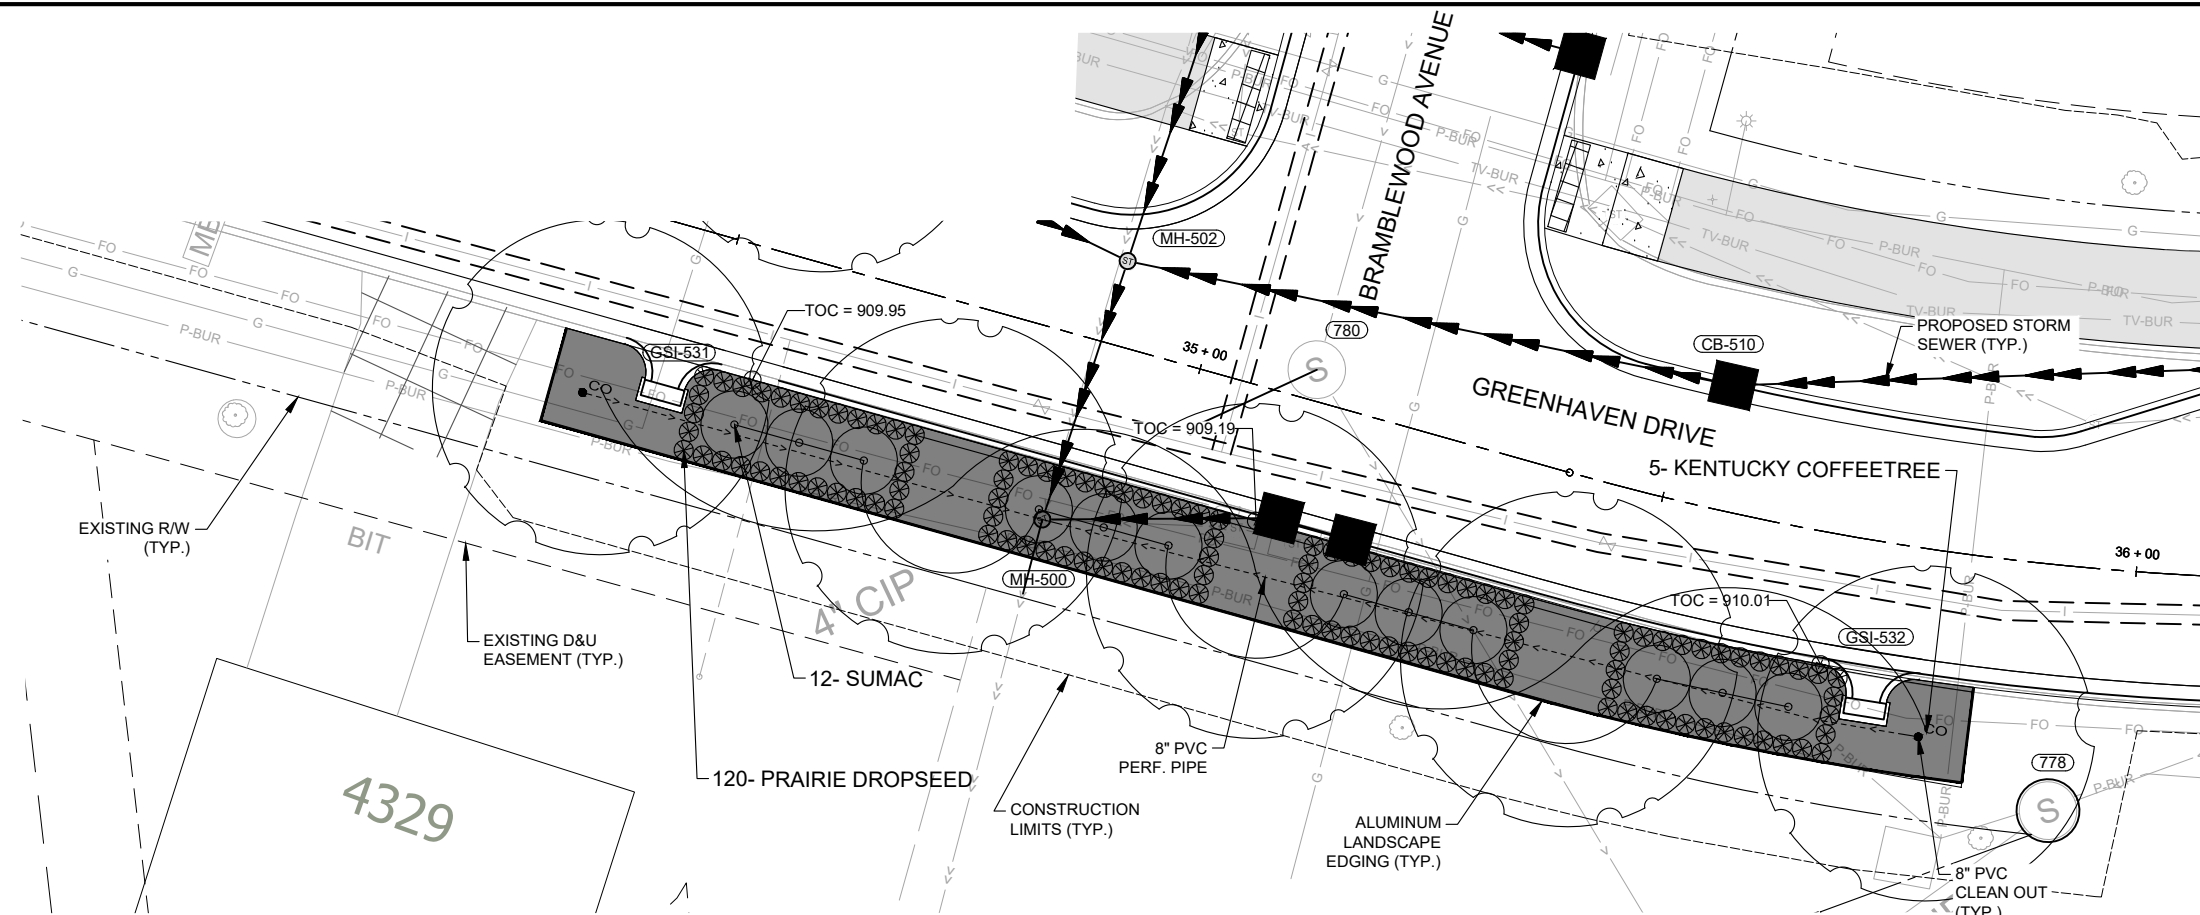 BRAMBLEWOOD AVENUE
MH-502
TOC = 909.95
780
35 + 00
GSI-531
CB-510
PROPOSED STORM
SEWER (TYP.)
GREENHAVEN DRIVE
CO
TOC = 909.19
5- KENTUCKY COFFEETREE
EXISTING R/W
(TYP.)
BIT
36 + 00
MH-500
4" CIP
TOC = 910.01
GSI-532
EXISTING D&U
EASEMENT (TYP.)
12- SUMAC
CO
8" PVC
PERF. PIPE
120- PRAIRIE DROPSEED
778
S
S
4329
CONSTRUCTION
LIMITS (TYP.)
ALUMINUM
LANDSCAPE
EDGING (TYP.)
8" PVC
CLEAN OUT
(TYP.)
ST
FO
G
P-BUR
TV-BUR
I